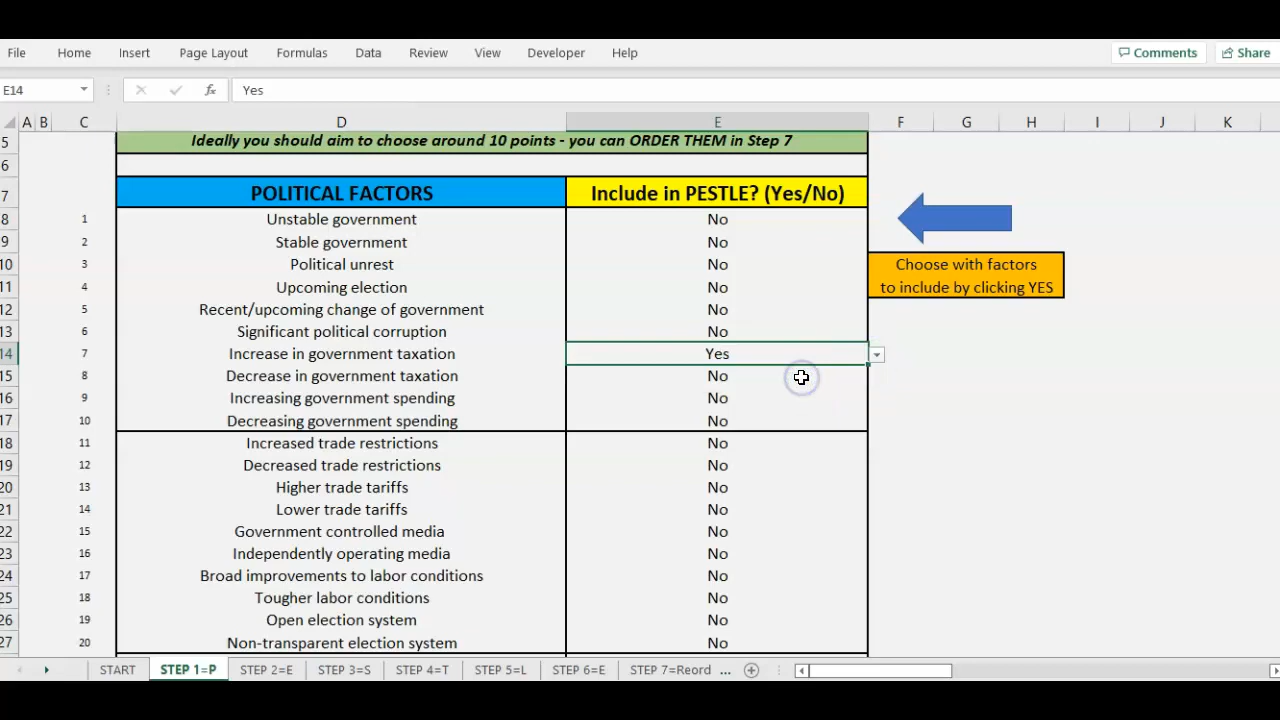 File Home Insert Page Layout Formulas Data Review View Developer Help Comments Share
E14 fx Yes
A B C D E F G H I J K
5 Ideally you should aim to choose around 10 points - you can ORDER THEM in Step 7
6
7 POLITICAL FACTORS Include in PESTLE? (Yes/No)
8 1 Unstable government No
9 2 Stable government No
10 3 Political unrest No Choose with factors
11 4 Upcoming election No to include by clicking YES
12 5 Recent/upcoming change of government No
13 6 Significant political corruption No
14 7 Increase in government taxation Yes
15 8 Decrease in government taxation No
16 9 Increasing government spending No
17 10 Decreasing government spending No
18 11 Increased trade restrictions No
19 12 Decreased trade restrictions No
20 13 Higher trade tariffs No
21 14 Lower trade tariffs No
22 15 Government controlled media No
23 16 Independently operating media No
24 17 Broad improvements to labor conditions No
25 18 Tougher labor conditions No
26 19 Open election system No
27 20 Non-transparent election system No
START STEP 1=P STEP 2=E STEP 3=S STEP 4=T STEP 5=L STEP 6=E STEP 7=Reord ...